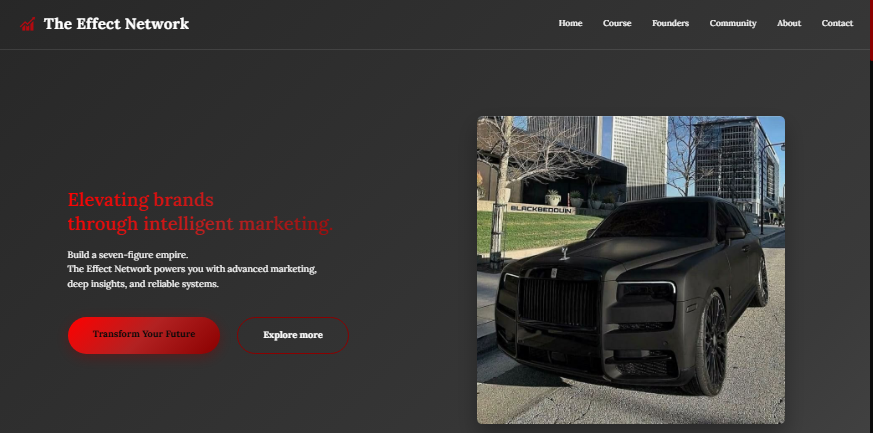 The Effect Network
Home Course Founders Community About Contact
Elevating brands
through intelligent marketing.
Build a seven-figure empire.
The Effect Network powers you with advanced marketing,
deep insights, and reliable systems.
Transform Your Future
Explore more
BLACKBEDOUIN